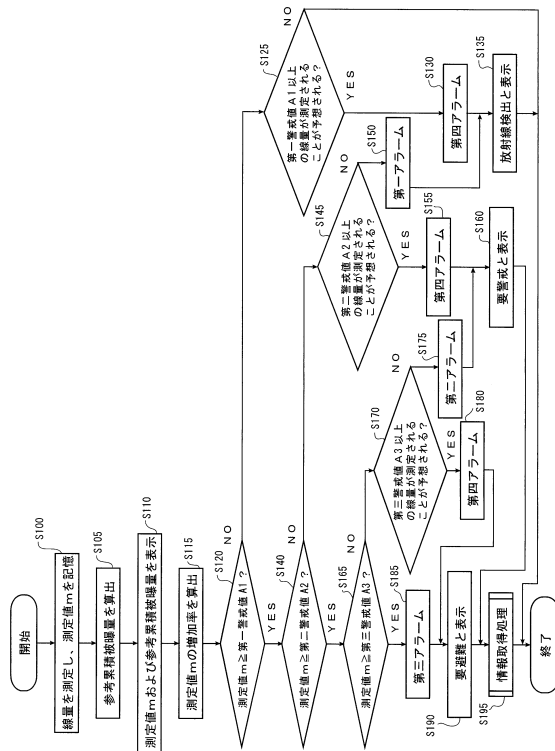 開始
S100
線量を測定し、測定値mを記憶
S105
参考累積被曝量を算出
S110
測定値mおよび参考累積被曝量を表示
S115
測定値mの増加率を算出
S120
測定値m≧第一警戒値A1？
NO
YES
S125
第一警戒値A1以上
の線量が測定される
ことが予想される？
NO
YES
S130
第四アラーム
S135
放射線検出と表示
S140
測定値m≧第二警戒値A2？
NO
YES
S145
第二警戒値A2以上
の線量が測定される
ことが予想される？
NO
YES
S150
第一アラーム
S155
第四アラーム
S160
要警戒と表示
S165
測定値m≧第三警戒値A3？
NO
YES
S170
第三警戒値A3以上
の線量が測定される
ことが予想される？
NO
YES
S175
第二アラーム
S180
第四アラーム
S185
第三アラーム
S190
要避難と表示
S195
情報取得処理
終了